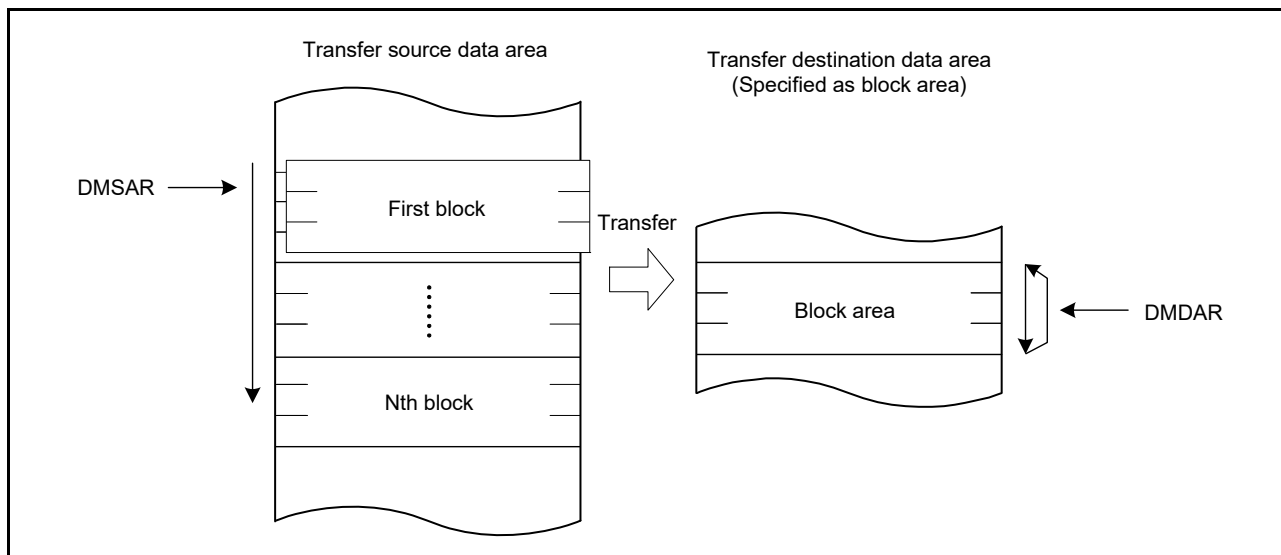 Transfer source data area
Transfer destination data area
(Specified as block area)
DMSAR
First block
Transfer
Block area
DMDAR
Nth block